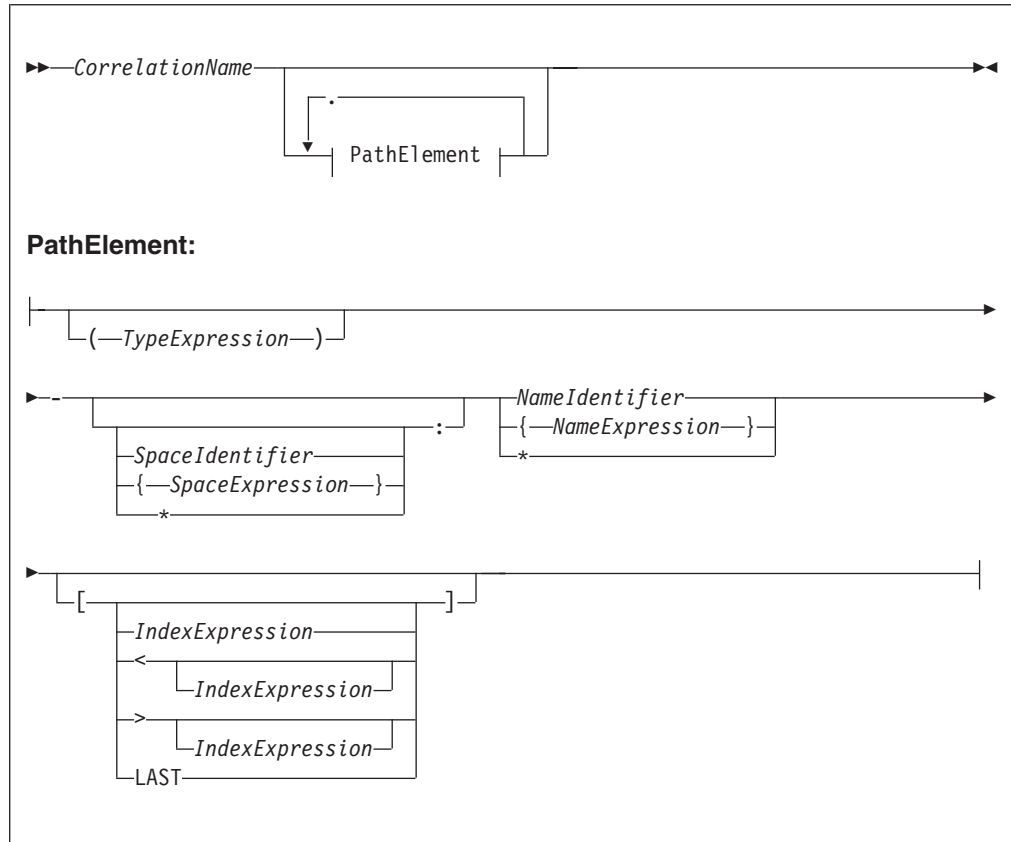 CorrelationName
.
PathElement
PathElement:
( TypeExpression )
NameIdentifier
:
{ NameExpression }
SpaceIdentifier
*
{ SpaceExpression }
*
[ ]
IndexExpression
<
IndexExpression
>
IndexExpression
LAST